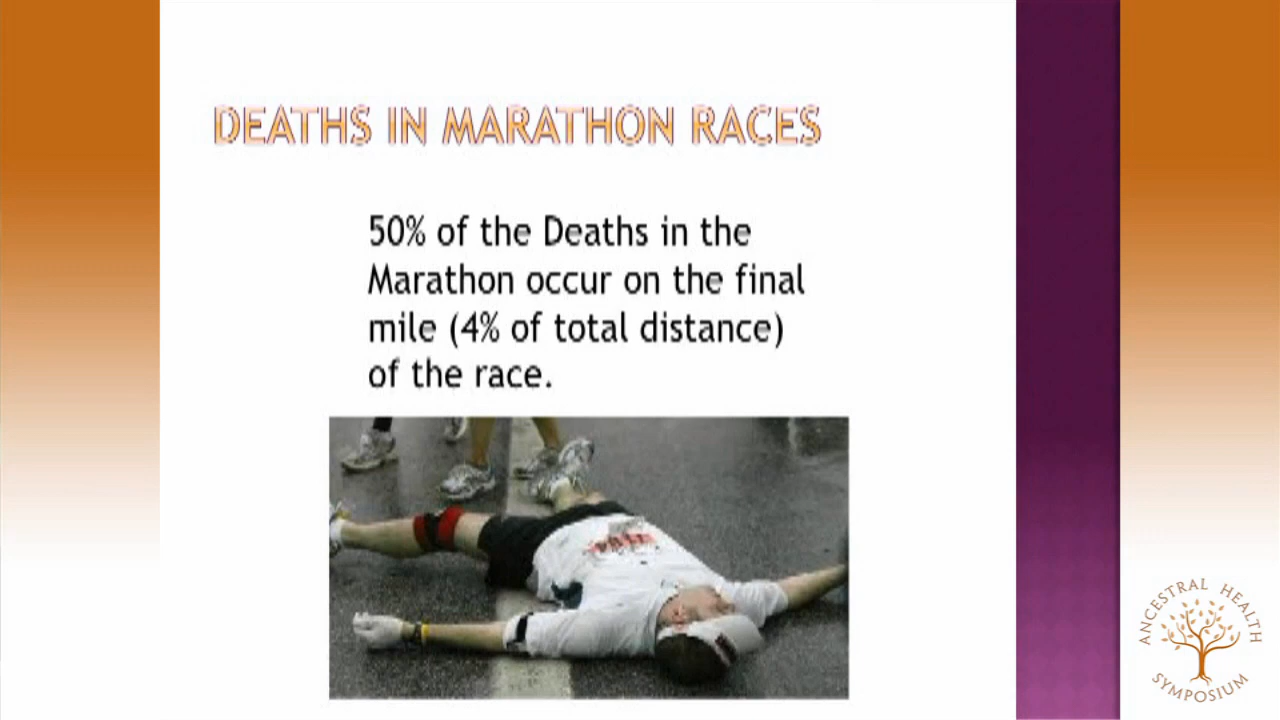 DEATHS IN MARATHON RACES
50% of the Deaths in the
Marathon occur on the final
mile (4% of total distance)
of the race.
ANCESTRAL HEALTH
SYMPOSIUM